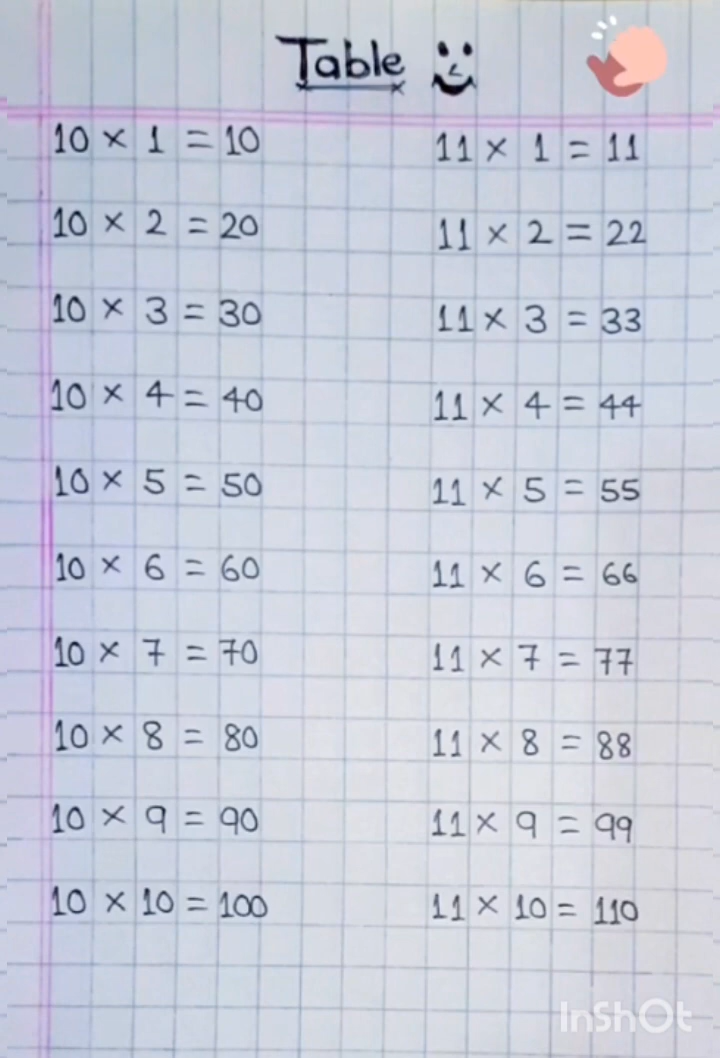 Table
10 × 1 = 10
10 × 2 = 20
10 × 3 = 30
10 × 4 = 40
10 × 5 = 50
10 × 6 = 60
10 × 7 = 70
10 × 8 = 80
10 × 9 = 90
10 × 10 = 100
11 × 1 = 11
11 × 2 = 22
11 × 3 = 33
11 × 4 = 44
11 × 5 = 55
11 × 6 = 66
11 × 7 = 77
11 × 8 = 88
11 × 9 = 99
11 × 10 = 110
InShOt